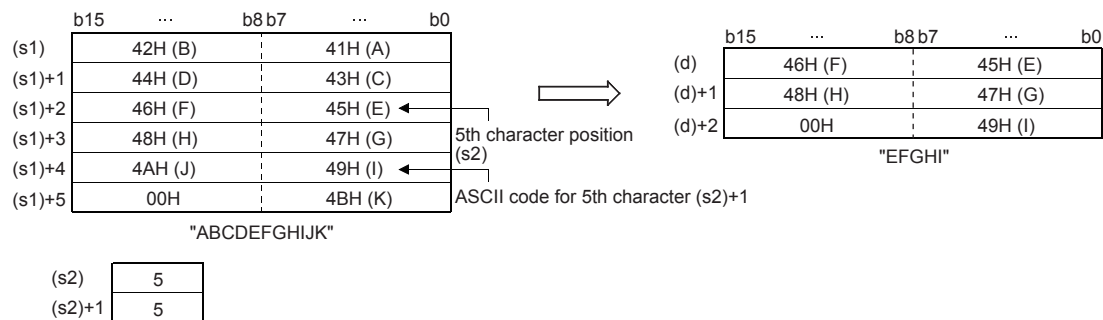 b15 ... b8 b7 ... b0
(s1) 42H (B) 41H (A)
(s1)+1 44H (D) 43H (C)
(s1)+2 46H (F) 45H (E)
(s1)+3 48H (H) 47H (G)
(s1)+4 4AH (J) 49H (I)
(s1)+5 00H 4BH (K)
"ABCDEFGHIJK"
5th character position
(s2)
ASCII code for 5th character (s2)+1
b15 ... b8 b7 ... b0
(d) 46H (F) 45H (E)
(d)+1 48H (H) 47H (G)
(d)+2 00H 49H (I)
"EFGHI"
(s2) 5
(s2)+1 5